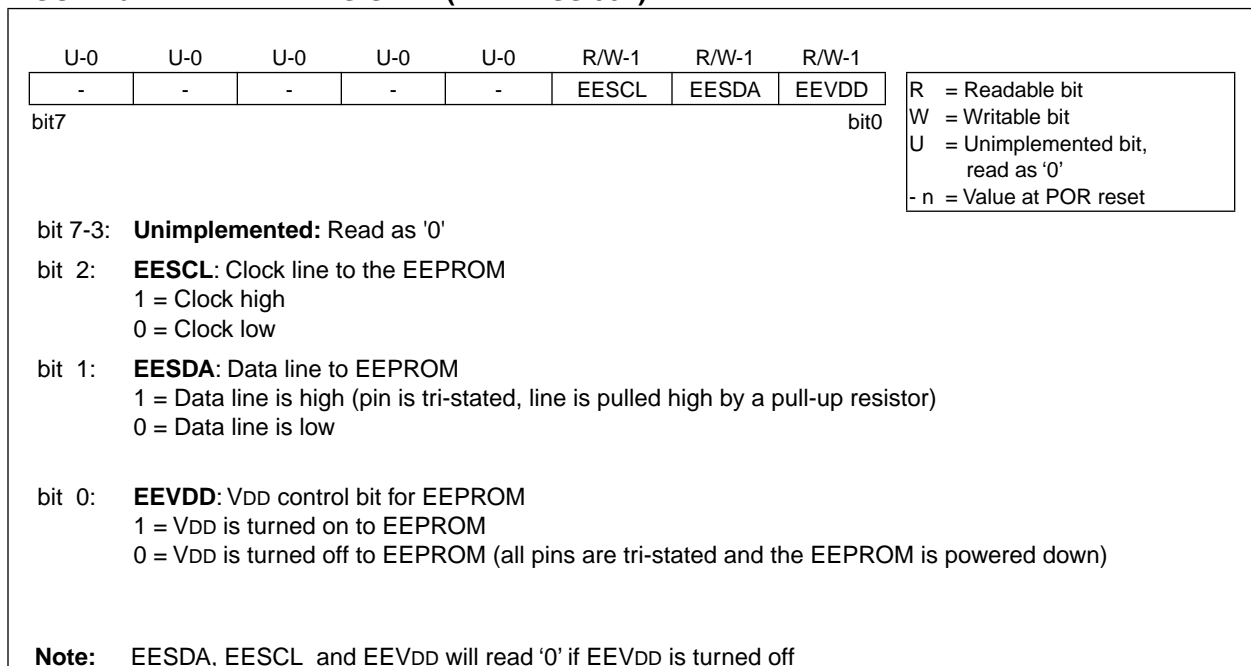 U-0 U-0 U-0 U-0 U-0 R/W-1 R/W-1 R/W-1
- - - - - EESCL EESDA EEVDD
bit7 bit0
R = Readable bit
W = Writable bit
U = Unimplemented bit,
read as ‘0’
- n = Value at POR reset
bit 7-3: Unimplemented: Read as '0'
bit 2: EESCL: Clock line to the EEPROM
1 = Clock high
0 = Clock low
bit 1: EESDA: Data line to EEPROM
1 = Data line is high (pin is tri-stated, line is pulled high by a pull-up resistor)
0 = Data line is low
bit 0: EEVDD: VDD control bit for EEPROM
1 = VDD is turned on to EEPROM
0 = VDD is turned off to EEPROM (all pins are tri-stated and the EEPROM is powered down)
Note: EESDA, EESCL and EEVDD will read ‘0’ if EEVDD is turned off